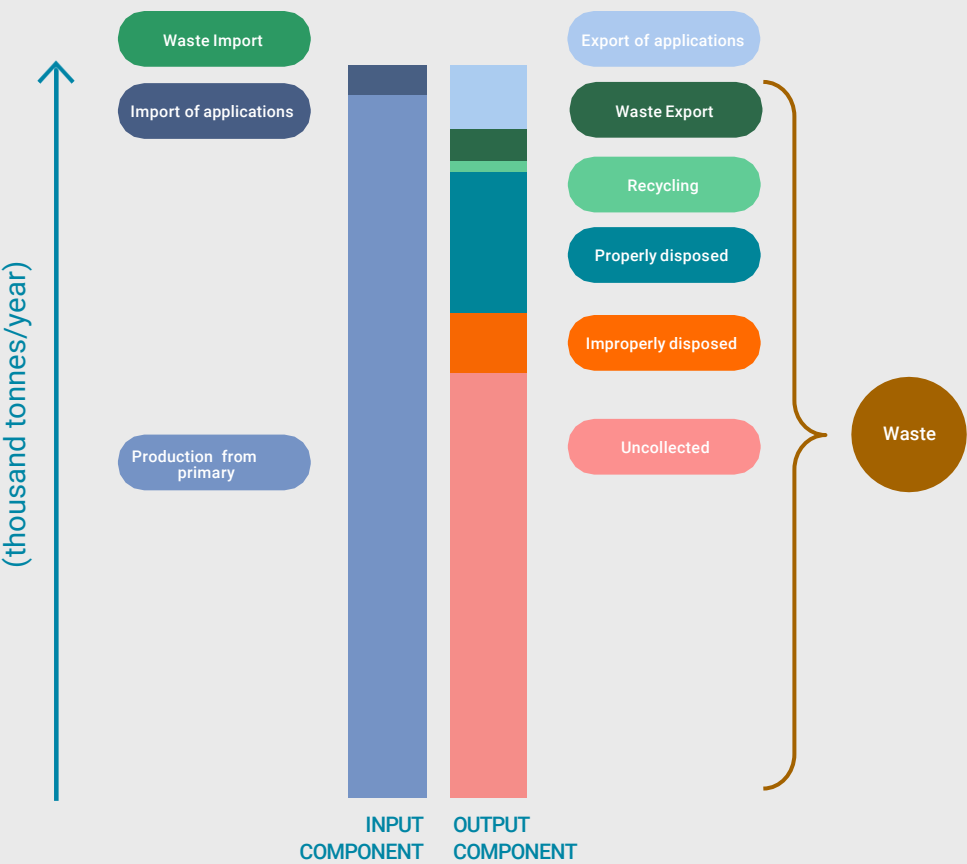 Waste Import
Export of applications
Import of applications
Waste Export
Recycling
Properly disposed
(thousand tonnes/year)
Improperly disposed
Waste
Uncollected
Production from
primary
INPUT
COMPONENT
OUTPUT
COMPONENT